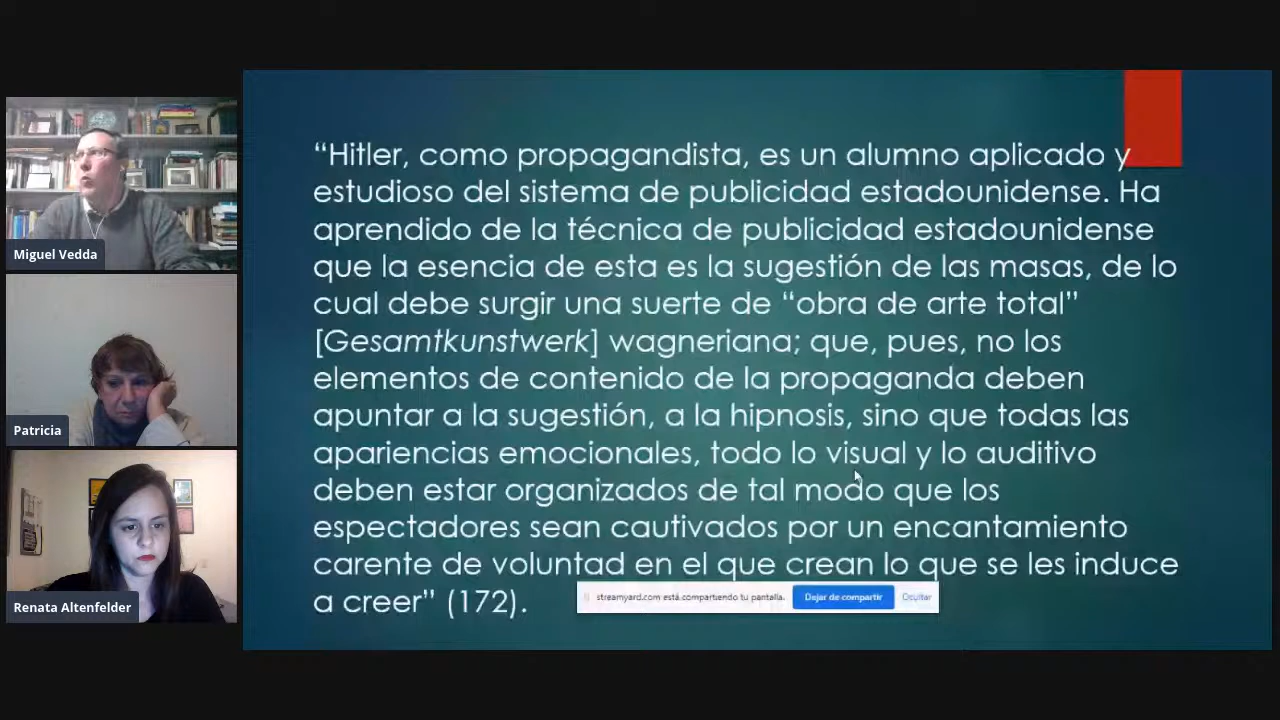 “Hitler, como propagandista, es un alumno aplicado y
estudioso del sistema de publicidad estadounidense. Ha
aprendido de la técnica de publicidad estadounidense
que la esencia de esta es la sugestión de las masas, de lo
cual debe surgir una suerte de “obra de arte total”
[Gesamtkunstwerk] wagneriana; que, pues, no los
elementos de contenido de la propaganda deben
apuntar a la sugestión, a la hipnosis, sino que todas las
apariencias emocionales, todo lo visual y lo auditivo
deben estar organizados de tal modo que los
espectadores sean cautivados por un encantamiento
carente de voluntad en el que crean lo que se les induce
a creer” (172).
streamyard.com está compartiendo tu pantalla.
Dejar de compartir
Ocultar
Miguel Vedda
Patricia
Renata Altenfelder